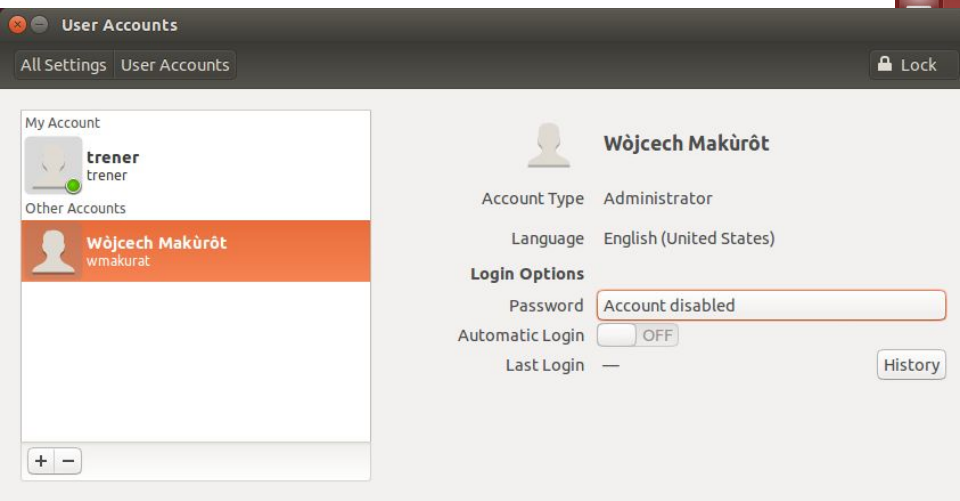 User Accounts
All Settings User Accounts
Lock
My Account
trener
trener
Other Accounts
Wòjcech Makùrôt
wmakurat
Wòjcech Makùrôt
Account Type Administrator
Language English (United States)
Login Options
Password Account disabled
Automatic Login OFF
Last Login —
History
+ −